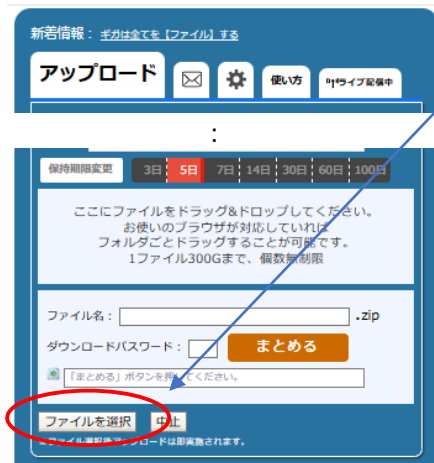 新着情報： ギガは全てを【ファイル】する
アップロード 使い方 ライブ配信中
：
保持期限変更 3日 5日 7日 14日 30日 60日 100日
ここにファイルをドラッグ&ドロップしてください。
お使いのブラウザが対応していれば
フォルダごとドラッグすることが可能です。
1ファイル300Gまで、個数無制限
ファイル名： .zip
ダウンロードパスワード： まとめる
「まとめる」ボタンを押してください。
ファイルを選択 中止
ファイル選択後アップロードは即実施されます。